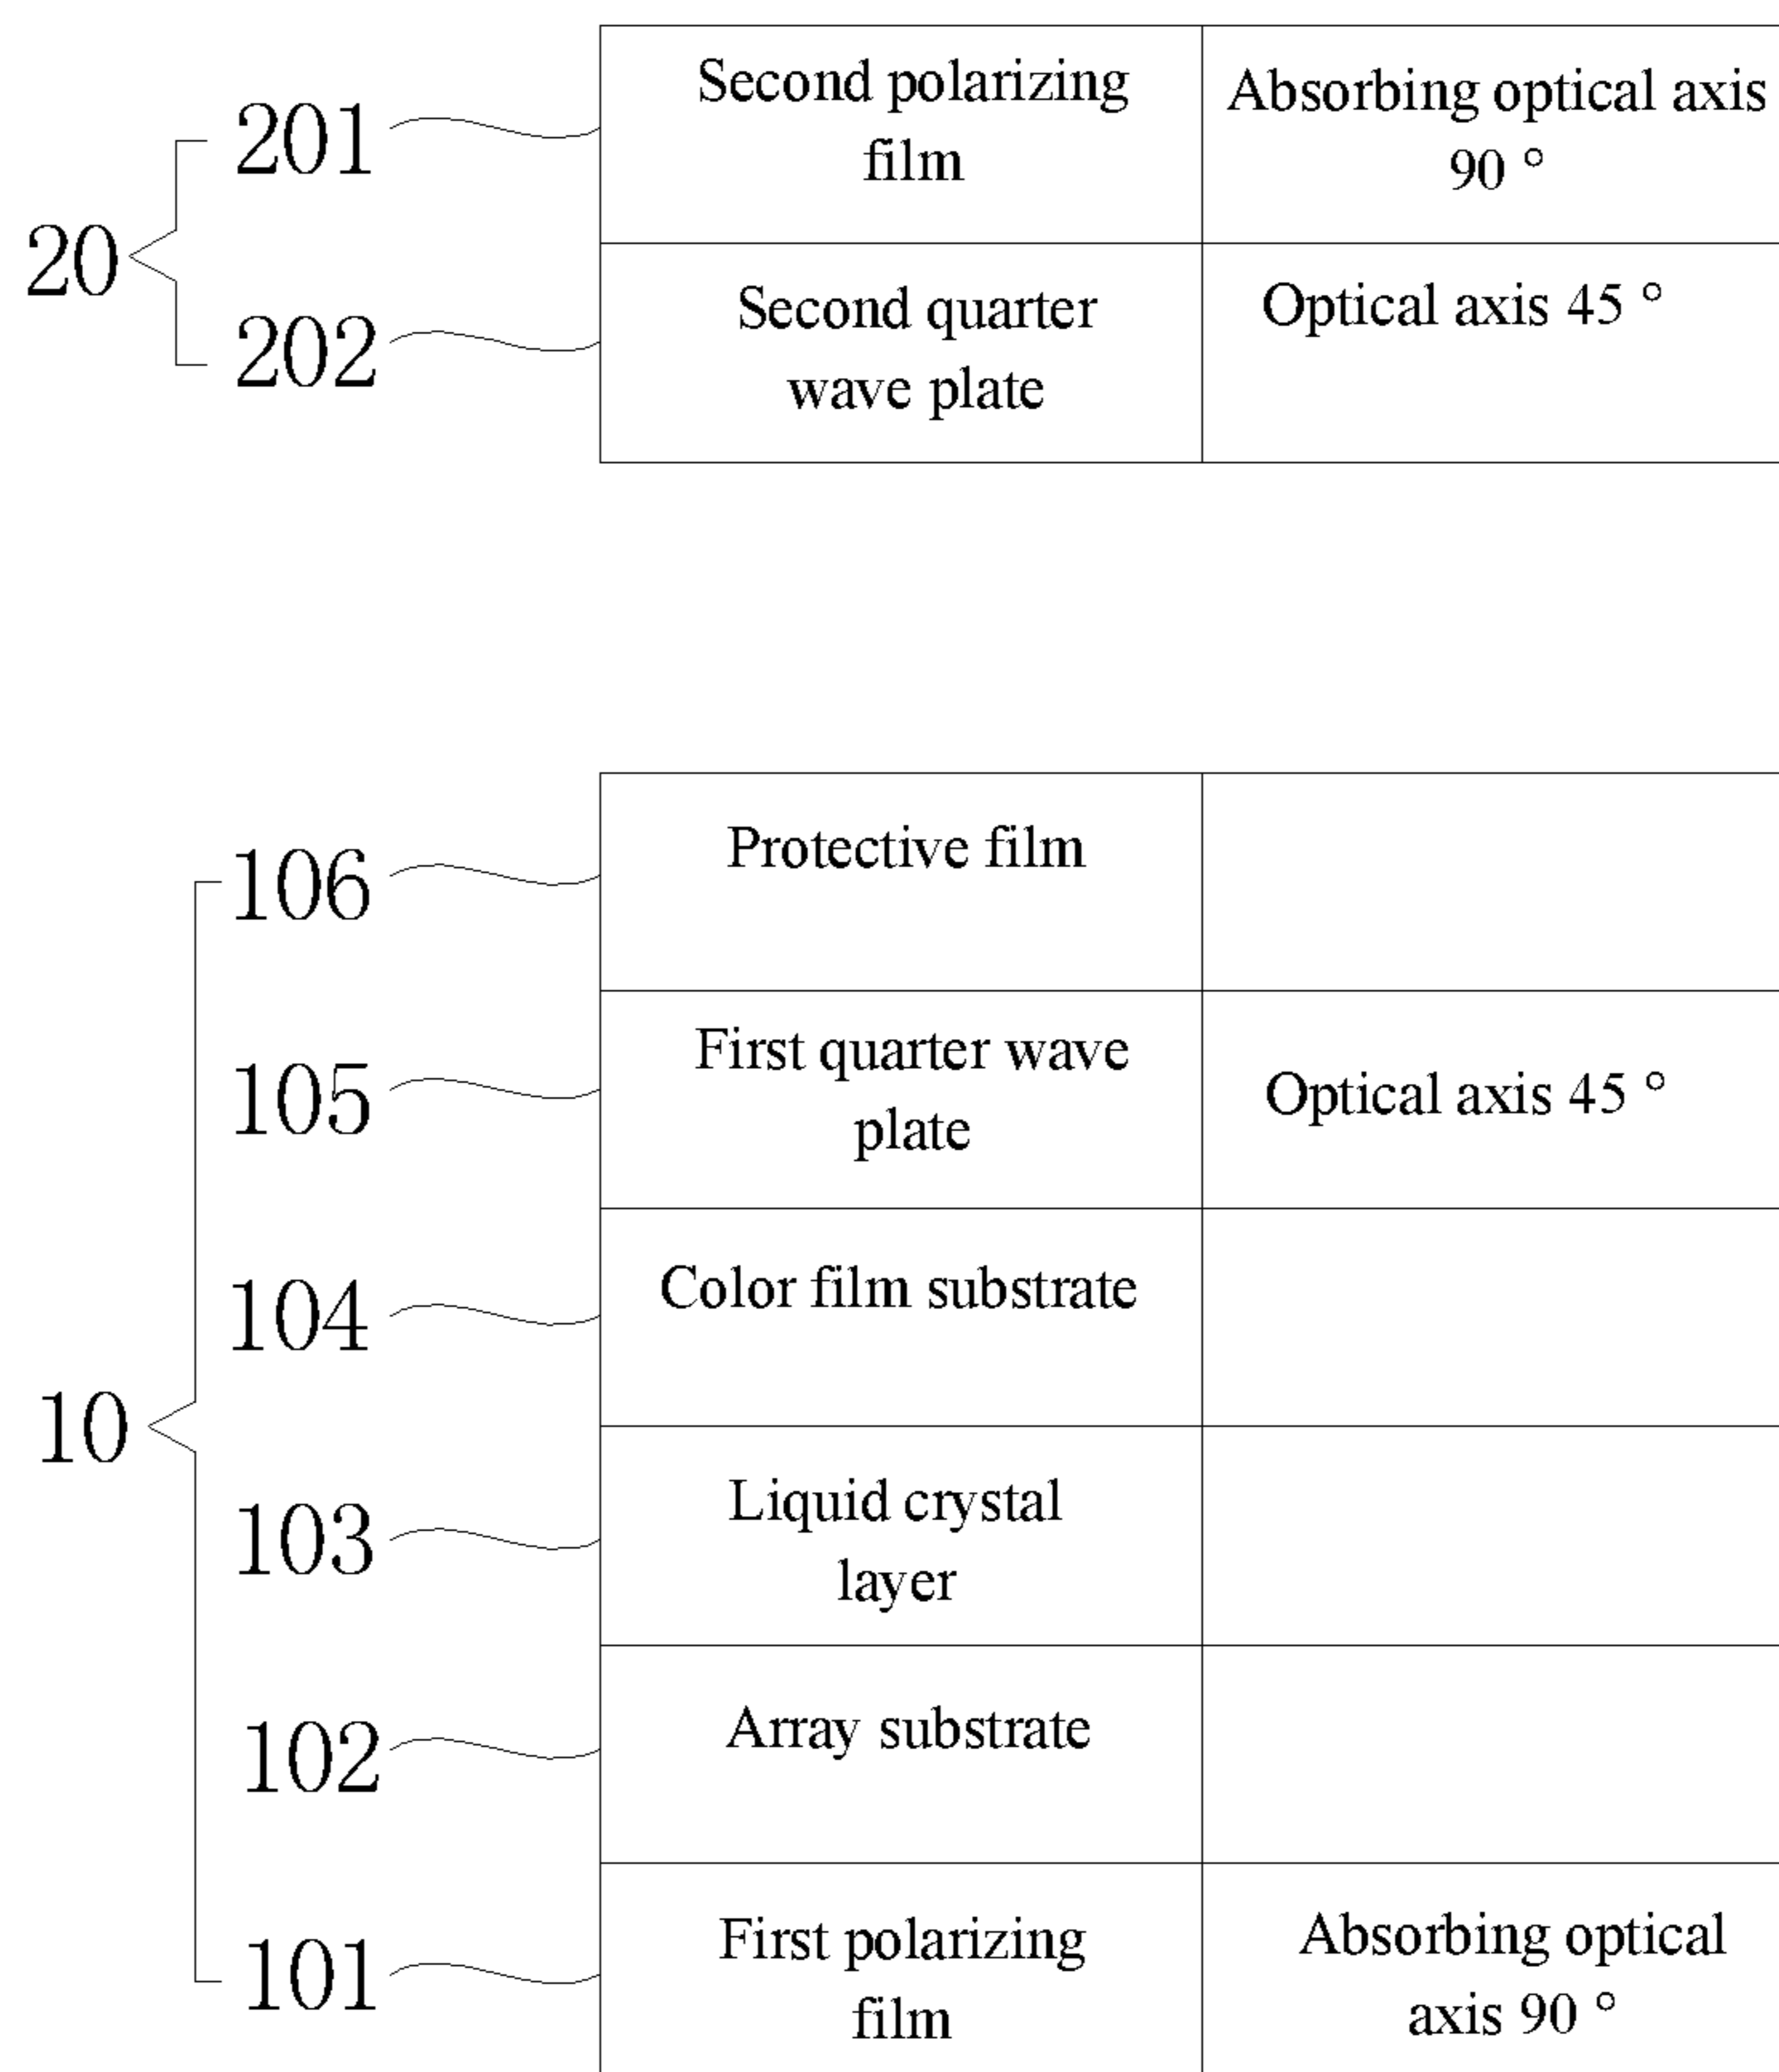 Second polarizing
film
Absorbing optical axis
90 °
201
20
202
Second quarter
wave plate
Optical axis 45 °
106
Protective film
105
First quarter wave
plate
Optical axis 45 °
104
Color film substrate
10
103
Liquid crystal
layer
102
Array substrate
101
First polarizing
film
Absorbing optical
axis 90 °